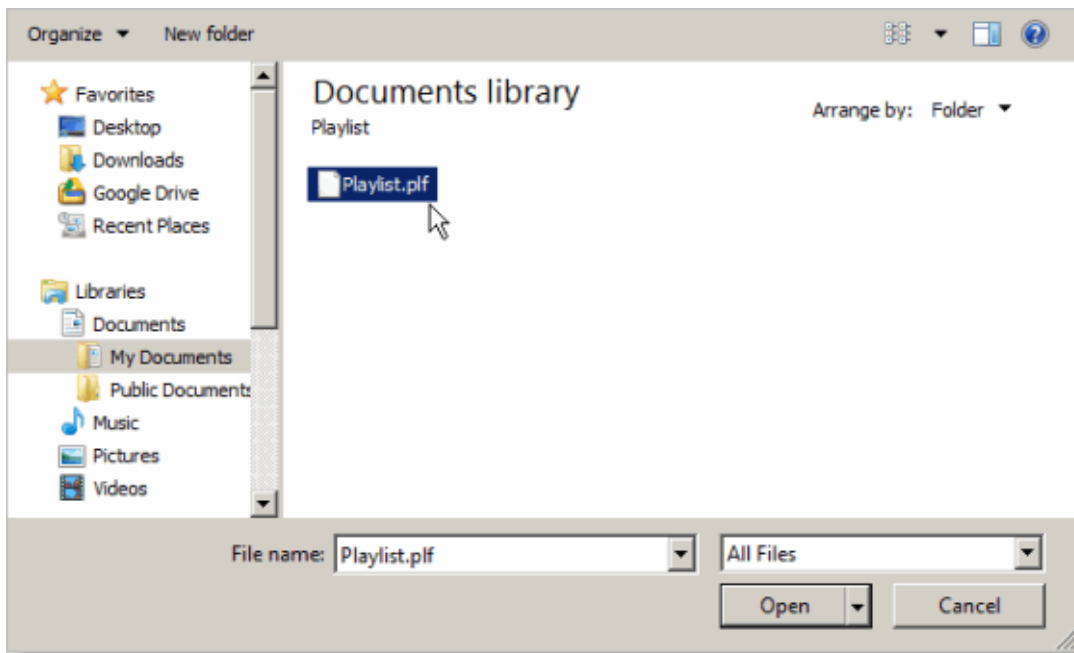 Organize New folder
Favorites
Desktop
Downloads
Google Drive
Recent Places
Libraries
Documents
My Documents
Public Documents
Music
Pictures
Videos
Documents library
Playlist
Arrange by: Folder
Playlist.plf
File name: Playlist.plf
All Files
Open
Cancel